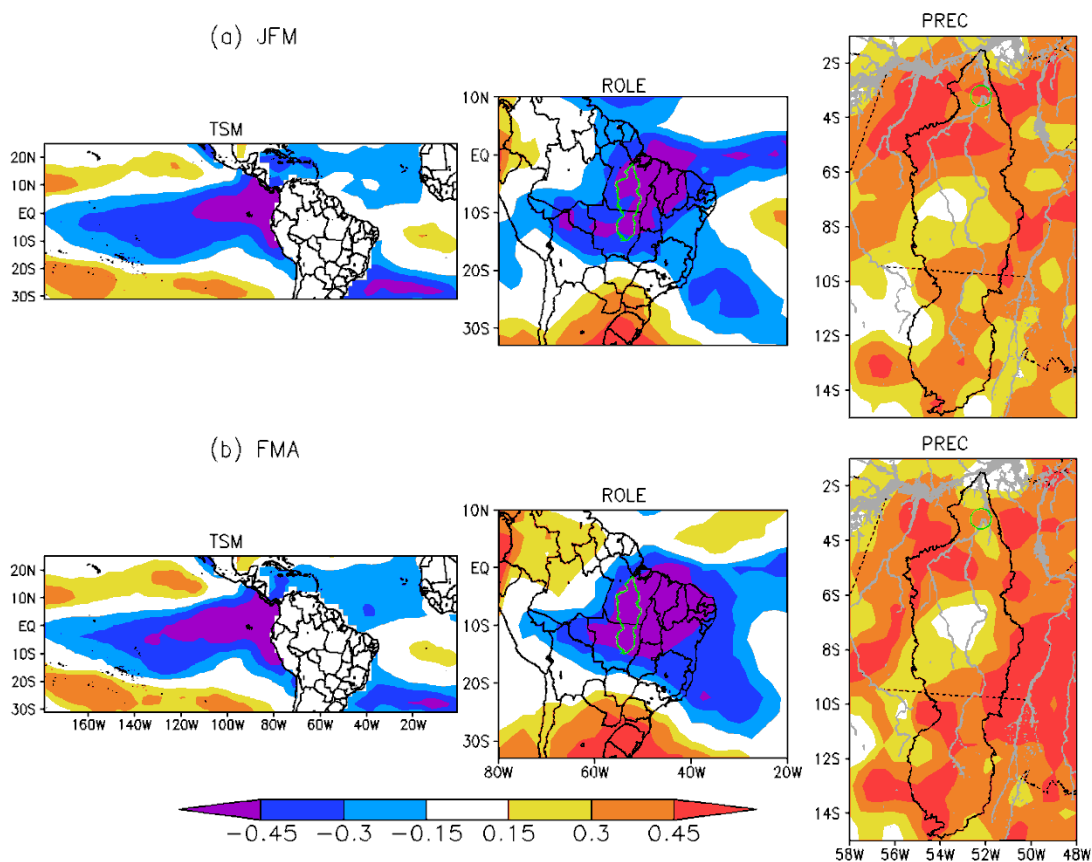 (a) JFM
TSM
20N
10N
EQ
10S
20S
30S
ROLE
10N
EQ
10S
20S
30S
PREC
2S
4S
6S
8S
10S
12S
14S
(b) FMA
TSM
20N
10N
EQ
10S
20S
30S
160W 140W 120W 100W 80W 60W 40W 20W
ROLE
10N
EQ
10S
20S
30S
80W 60W 40W 20W
PREC
2S
4S
6S
8S
10S
12S
14S
58W 56W 54W 52W 50W 48W
-0.45 -0.3 -0.15 0.15 0.3 0.45